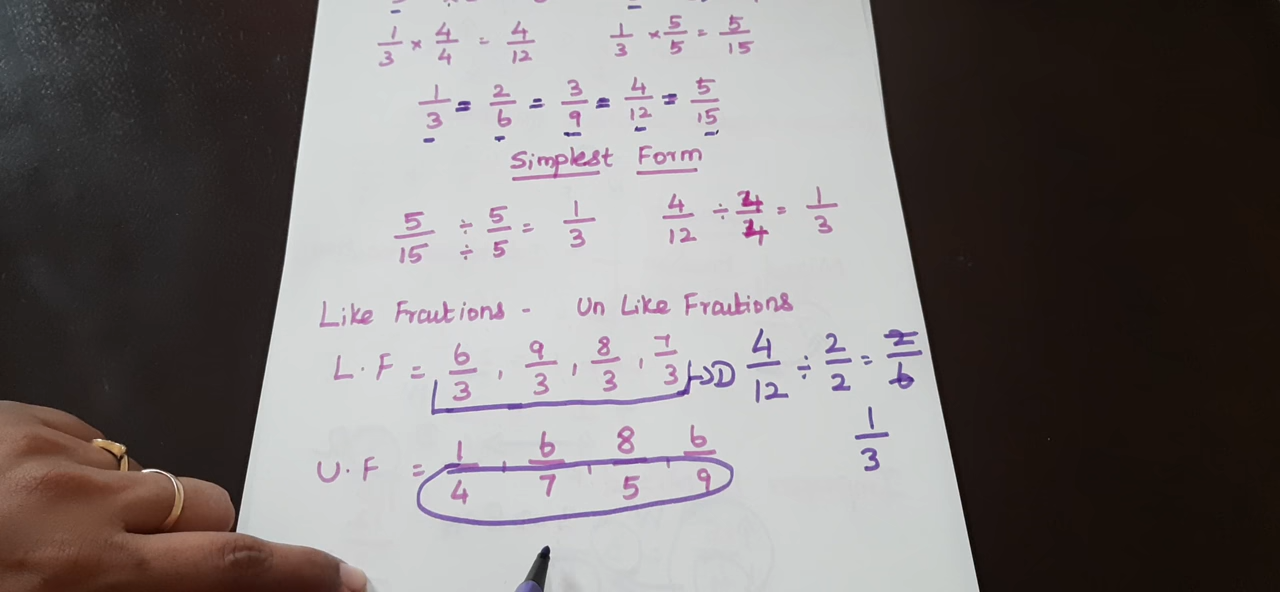 1/3 × 4/4 = 4/12    1/3 × 5/5 = 5/15
1/3 = 2/6 = 3/9 = 4/12 = 5/15
Simplest Form
5/15 ÷ 5/5 = 1/3    4/12 ÷ 4/4 = 1/3
Like Fractions - Un Like Fractions
L.F = 6/3, 9/3, 8/3, 7/3 → D    4/12 ÷ 2/2 = 2/6
1/3
U.F = 1/4, 6/7, 8/5, 6/9